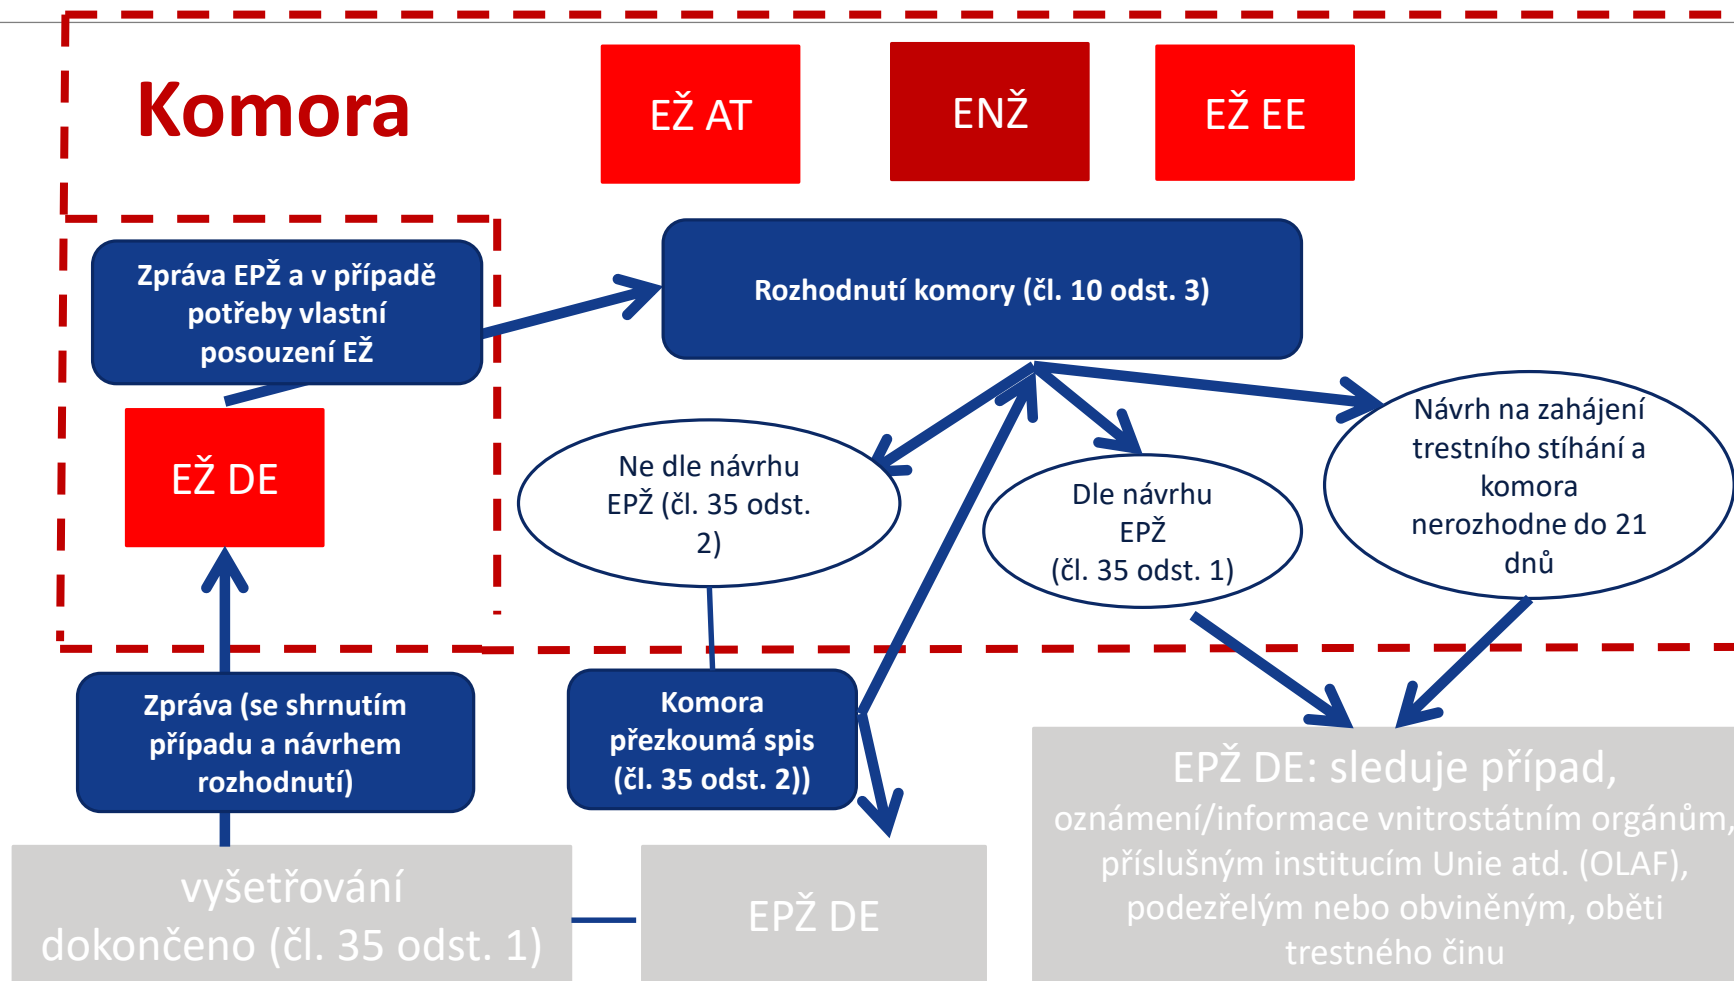 Komora
EŽ AT
ENŽ
EŽ EE
Zpráva EPŽ a v případě
potřeby vlastní
posouzení EŽ
Rozhodnutí komory (čl. 10 odst. 3)
EŽ DE
Ne dle návrhu
EPŽ (čl. 35 odst.
2)
Dle návrhu
EPŽ
(čl. 35 odst. 1)
Návrh na zahájení
trestního stíhání a
komora
nerozhodne do 21
dnů
Zpráva (se shrnutím
případu a návrhem
rozhodnutí)
Komora
přezkoumá spis
(čl. 35 odst. 2))
vyšetřování
dokončeno (čl. 35 odst. 1)
EPŽ DE
EPŽ DE: sleduje případ,
oznámení/informace vnitrostátním orgánům,
příslušným institucím Unie atd. (OLAF),
podezřelým nebo obviněným, oběti
trestného činu